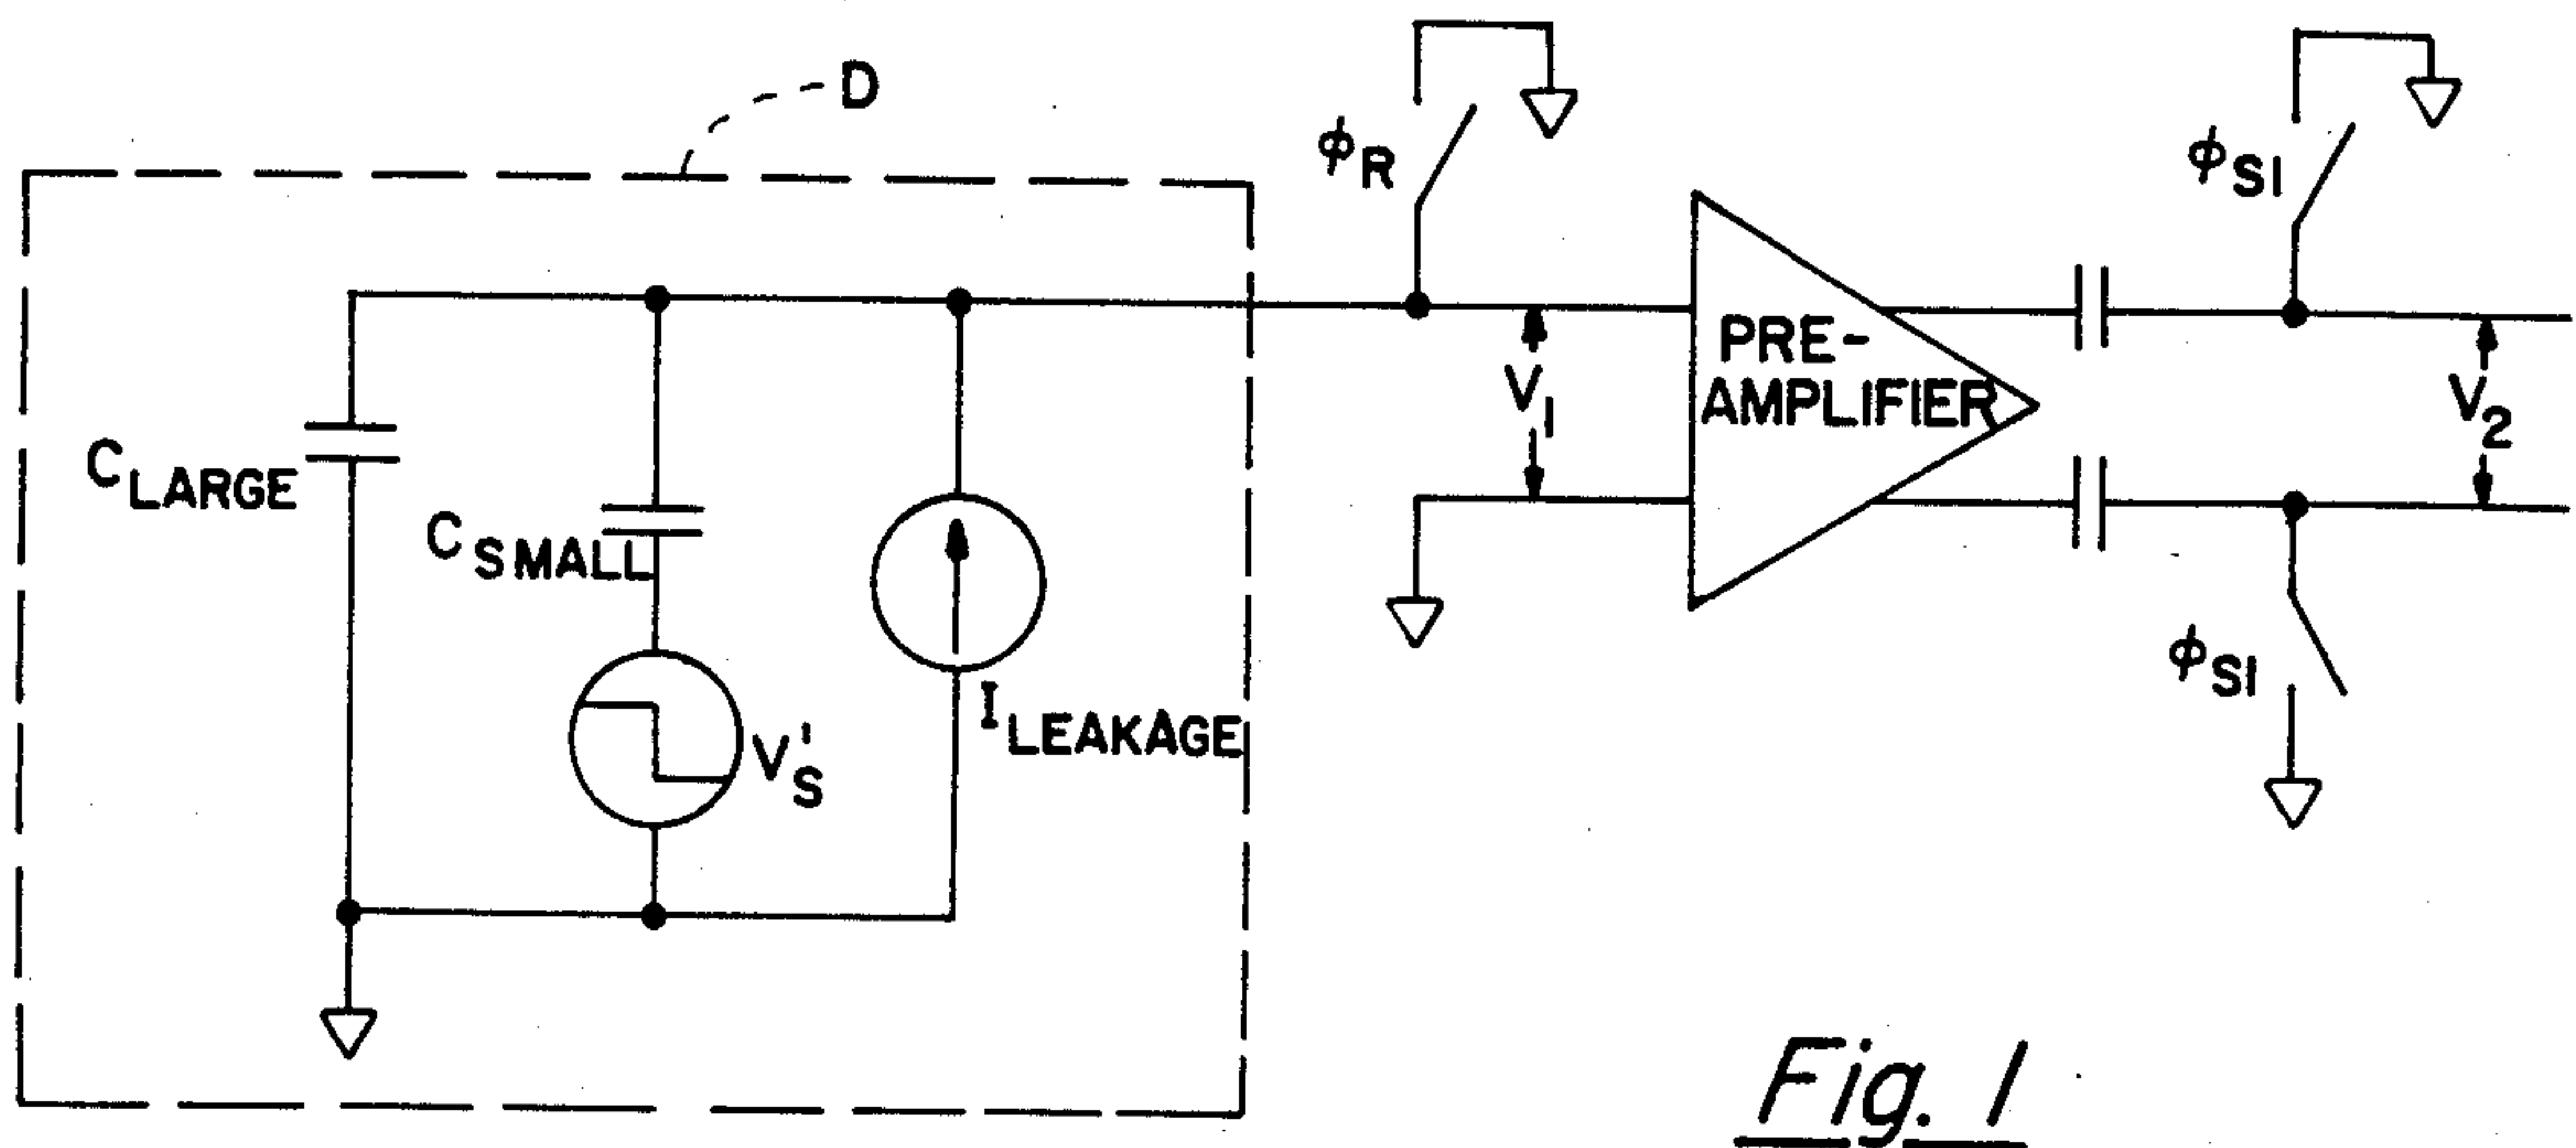 D
ϕR
ϕS1
PRE-
AMPLIFIER
V1
V2
CLARGE
CSMALL
V'S
ILEAKAGE
ϕS1
Fig. 1